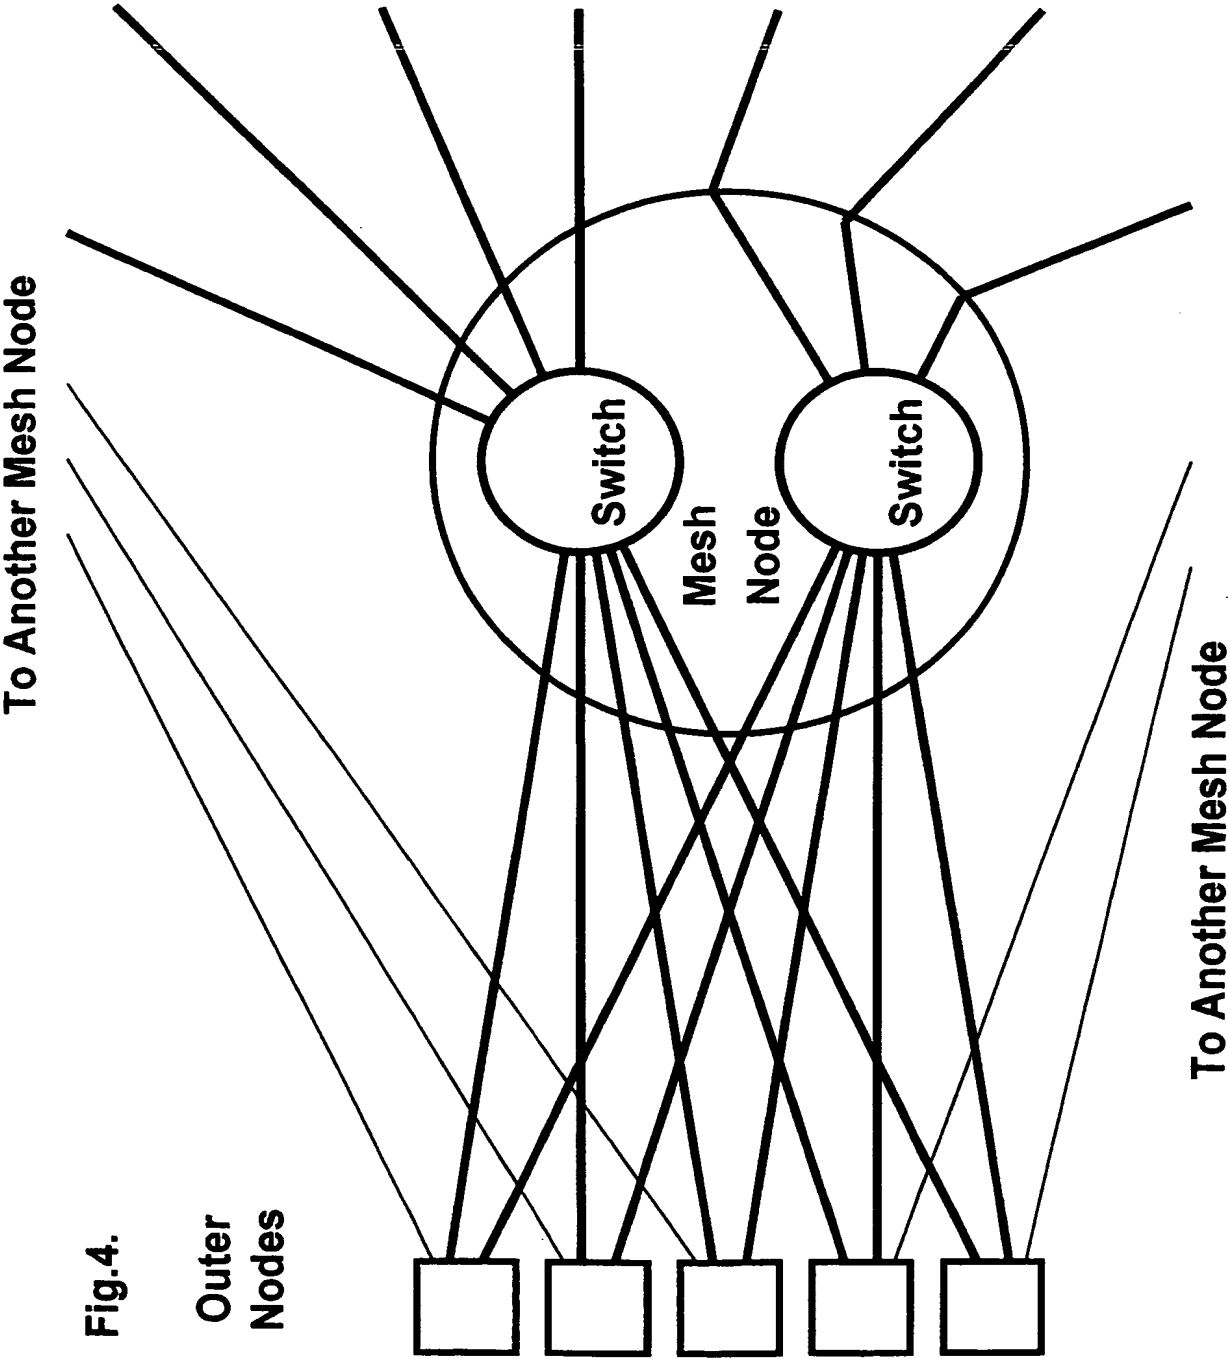 Fig.4.
Outer
Nodes
To Another Mesh Node
Switch
Mesh
Node
Switch
To Another Mesh Node